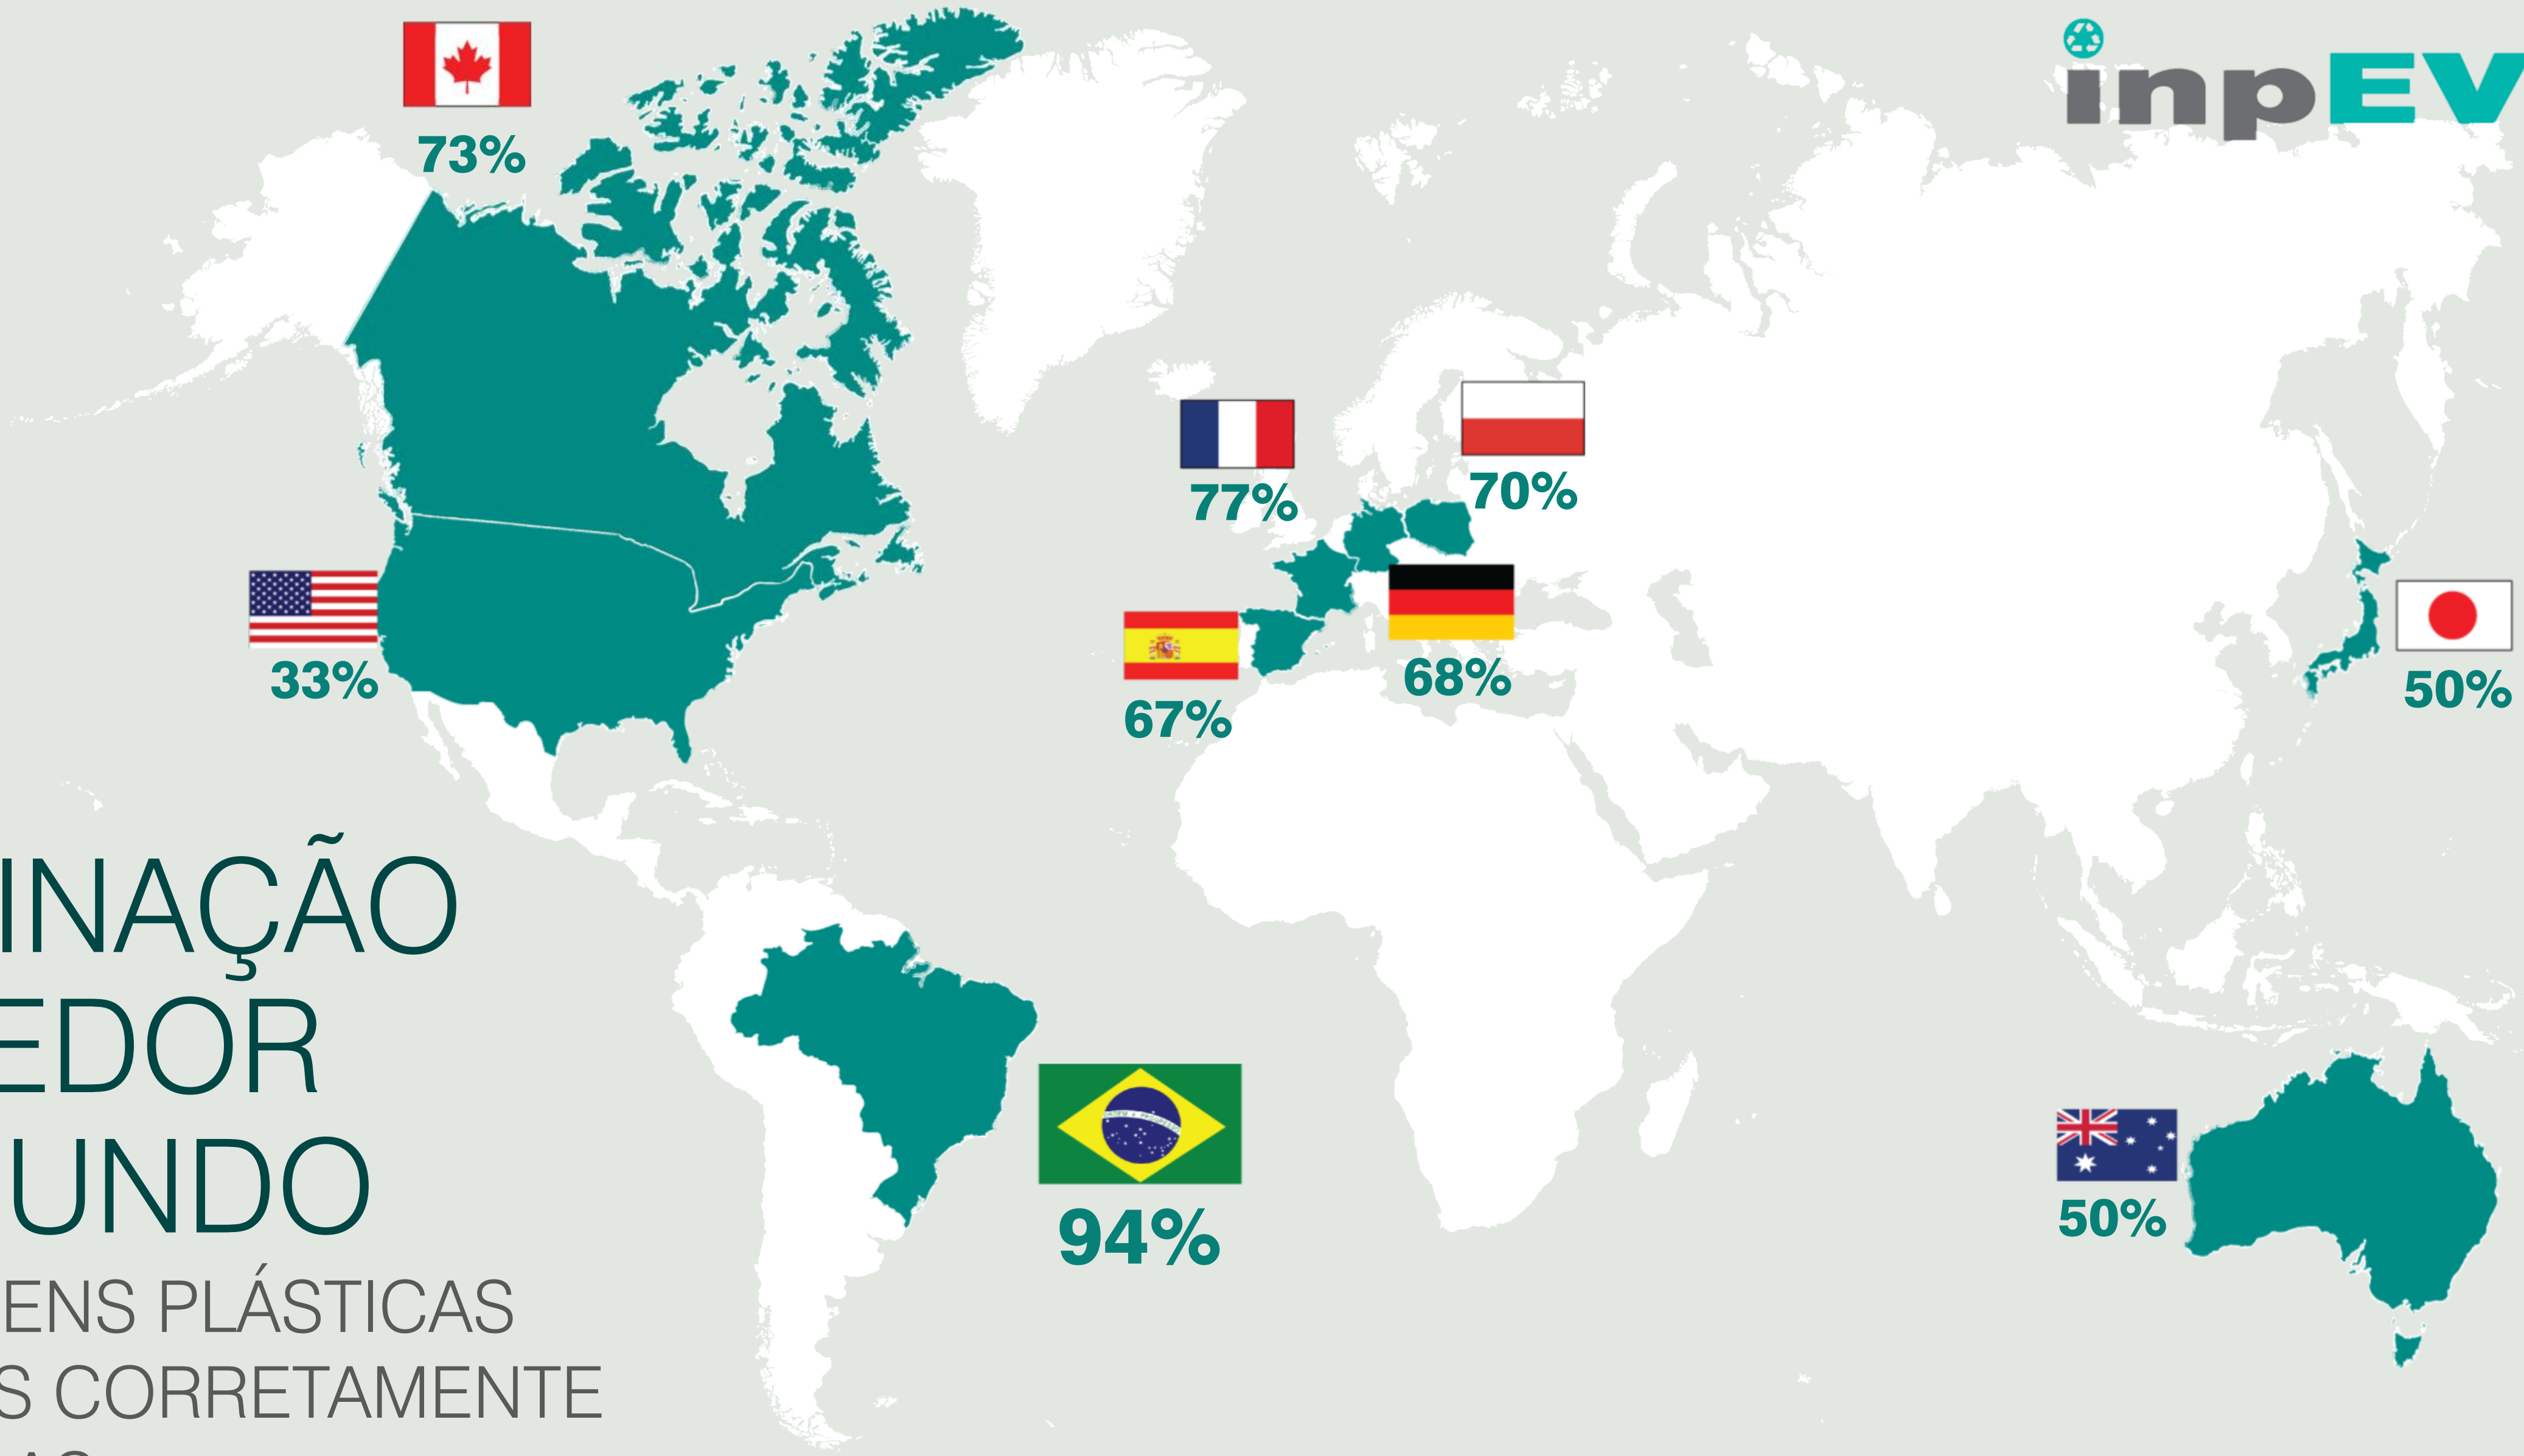 inpEV
73%
77%
70%
33%
67%
68%
50%
94%
50%
INAÇÃO
EDOR
UNDO
ENS PLÁSTICAS
S CORRETAMENTE